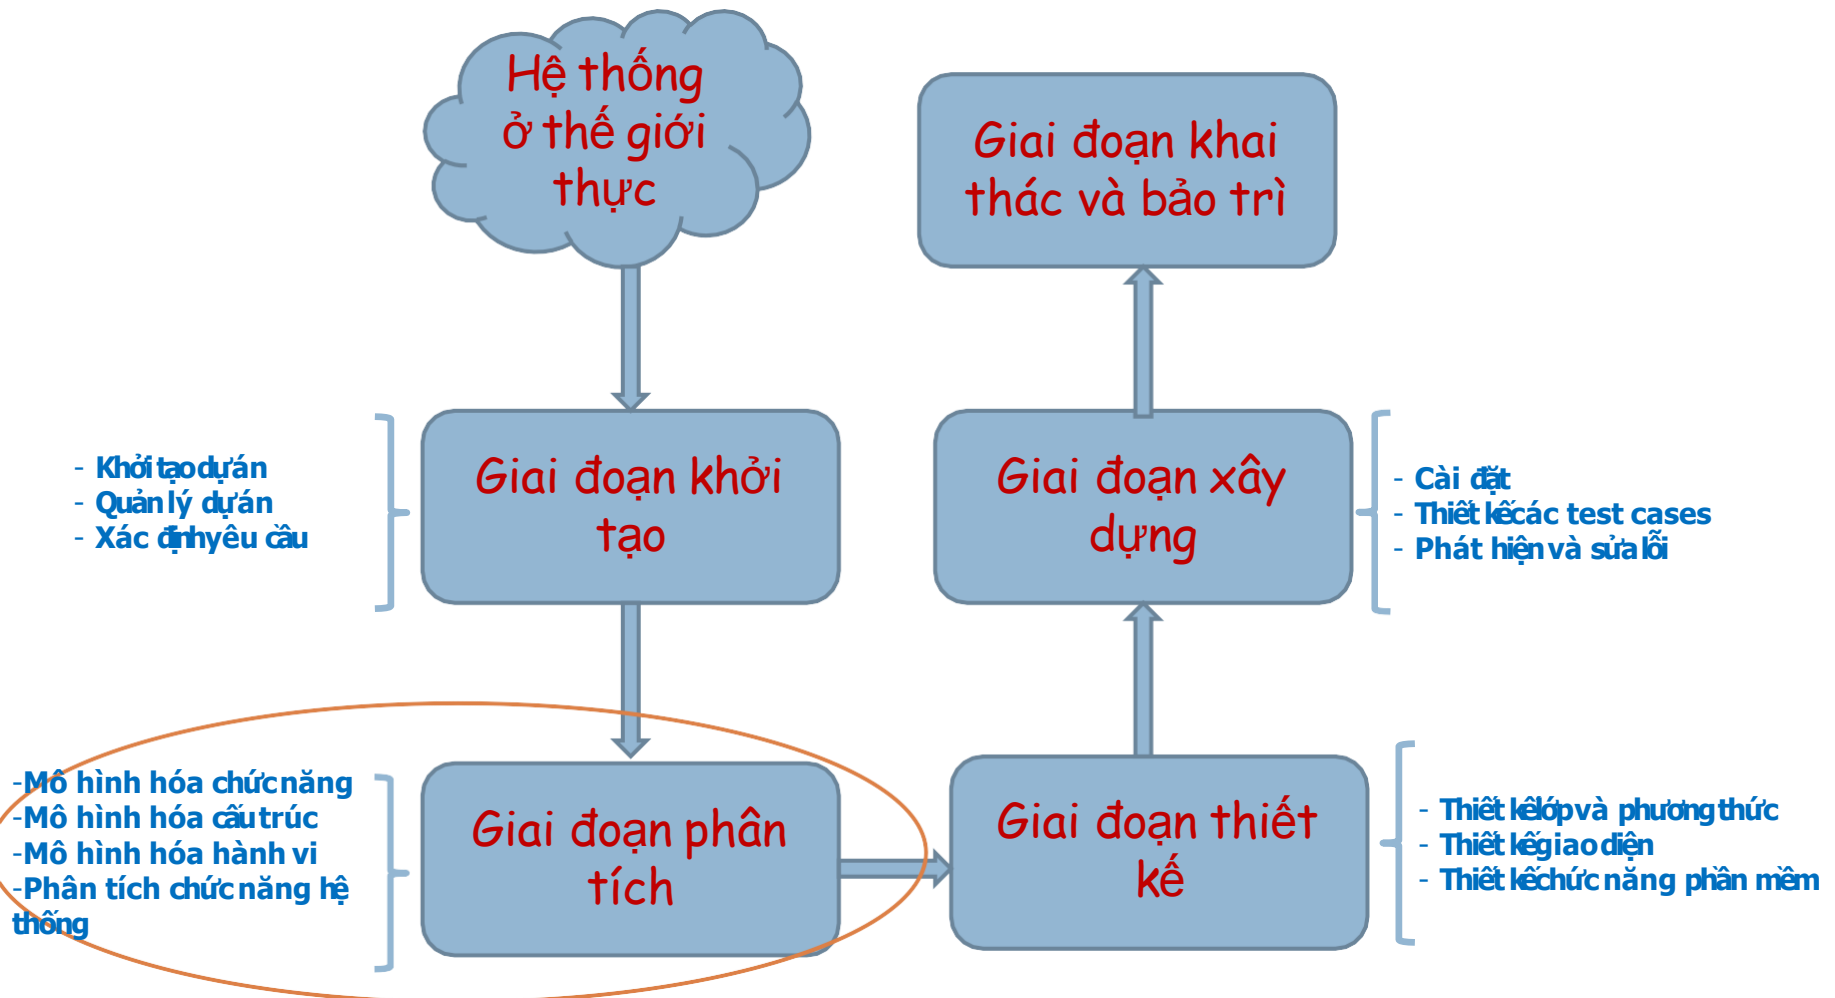 Hệ thống
ở thế giới
thực
Giai đoạn khai
thác và bảo trì
- Khởi tạo dự án
- Quản lý dự án
- Xác định yêu cầu
Giai đoạn khởi
tạo
Giai đoạn xây
dựng
- Cài đặt
- Thiết kế các test cases
- Phát hiện và sửa lỗi
-Mô hình hóa chức năng
-Mô hình hóa cấu trúc
-Mô hình hóa hành vi
-Phân tích chức năng hệ
thống
Giai đoạn phân
tích
Giai đoạn thiết
kế
- Thiết kế lớp và phương thức
- Thiết kế giao diện
- Thiết kế chức năng phần mềm